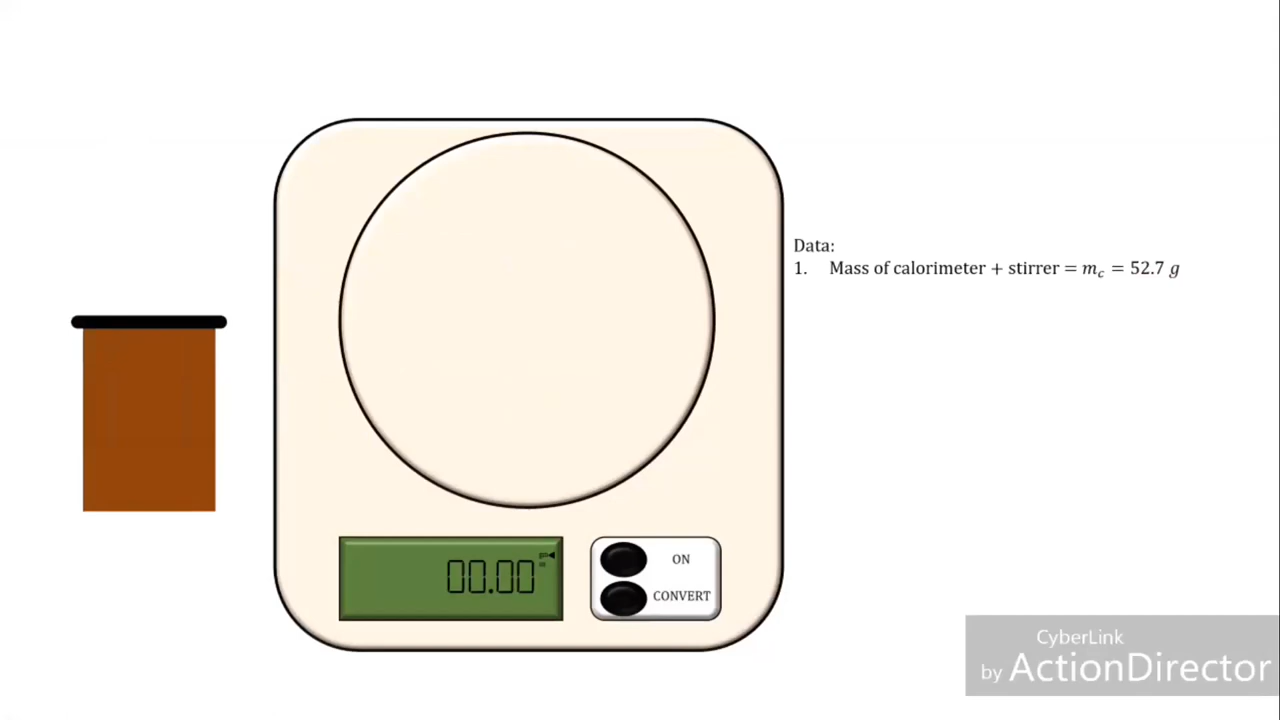 Data:
1. Mass of calorimeter + stirrer = m_c = 52.7 g
00.00
ON
CONVERT
CyberLink
by ActionDirector